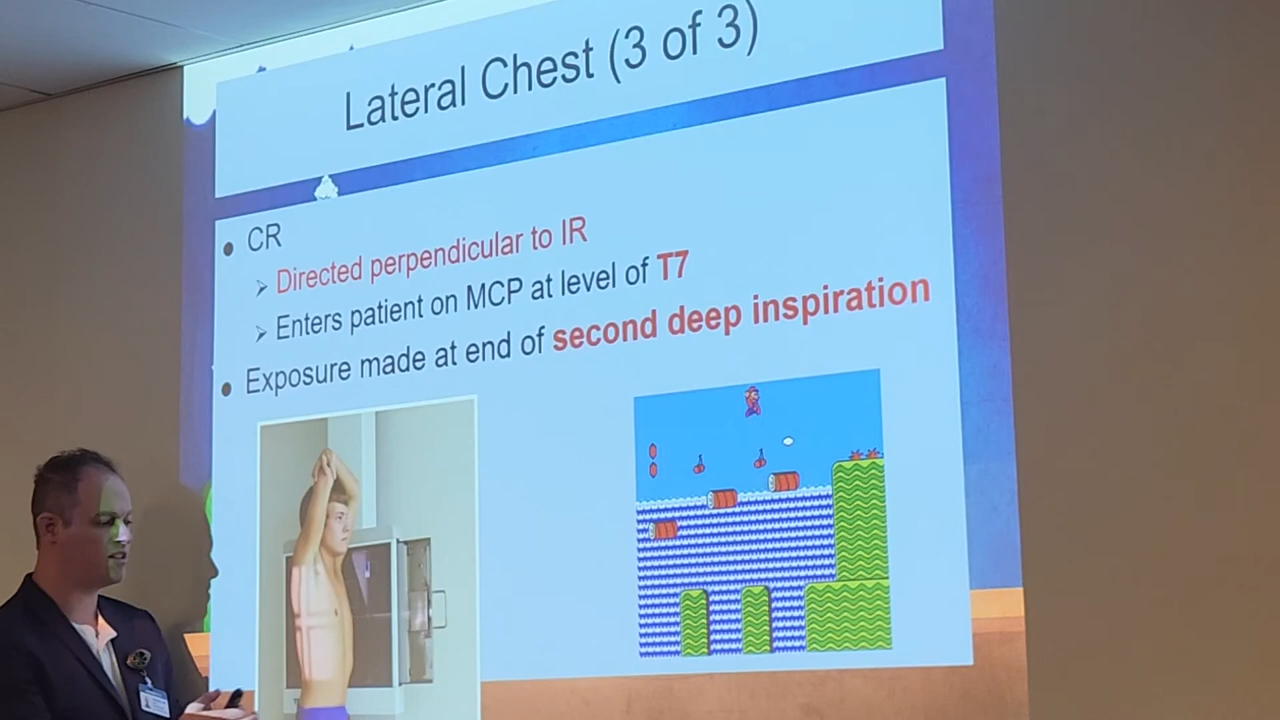 Lateral Chest (3 of 3)
• CR
➢ Directed perpendicular to IR
➢ Enters patient on MCP at level of T7
• Exposure made at end of second deep inspiration